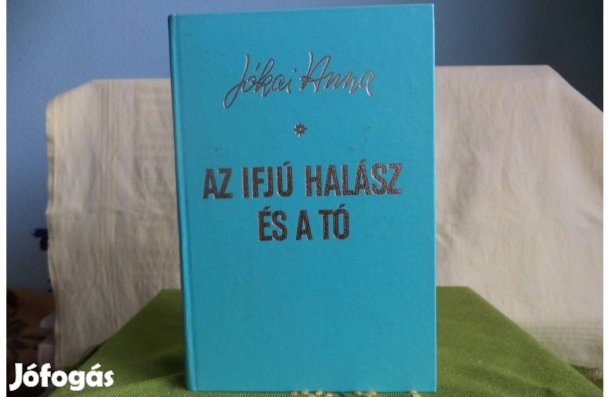 Jókai Anna
AZ IFJÚ HALÁSZ
ÉS A TÓ
Jófogás